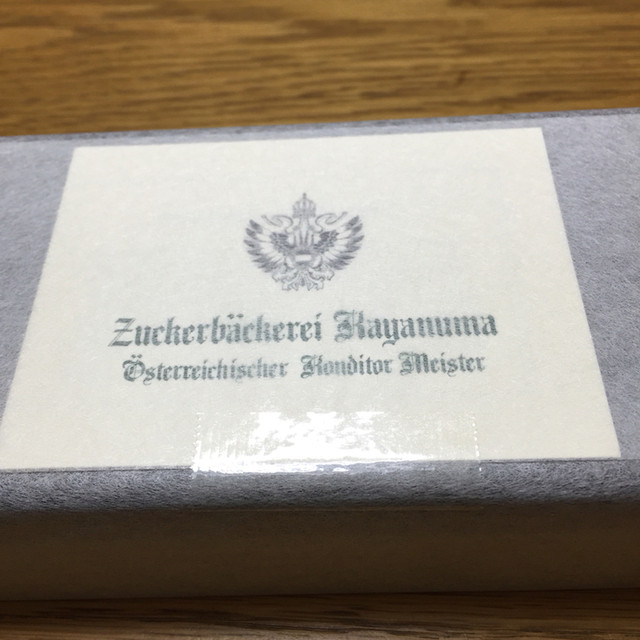 Zuckerbäckerei Kayanuma
Österreichischer Konditor Meister